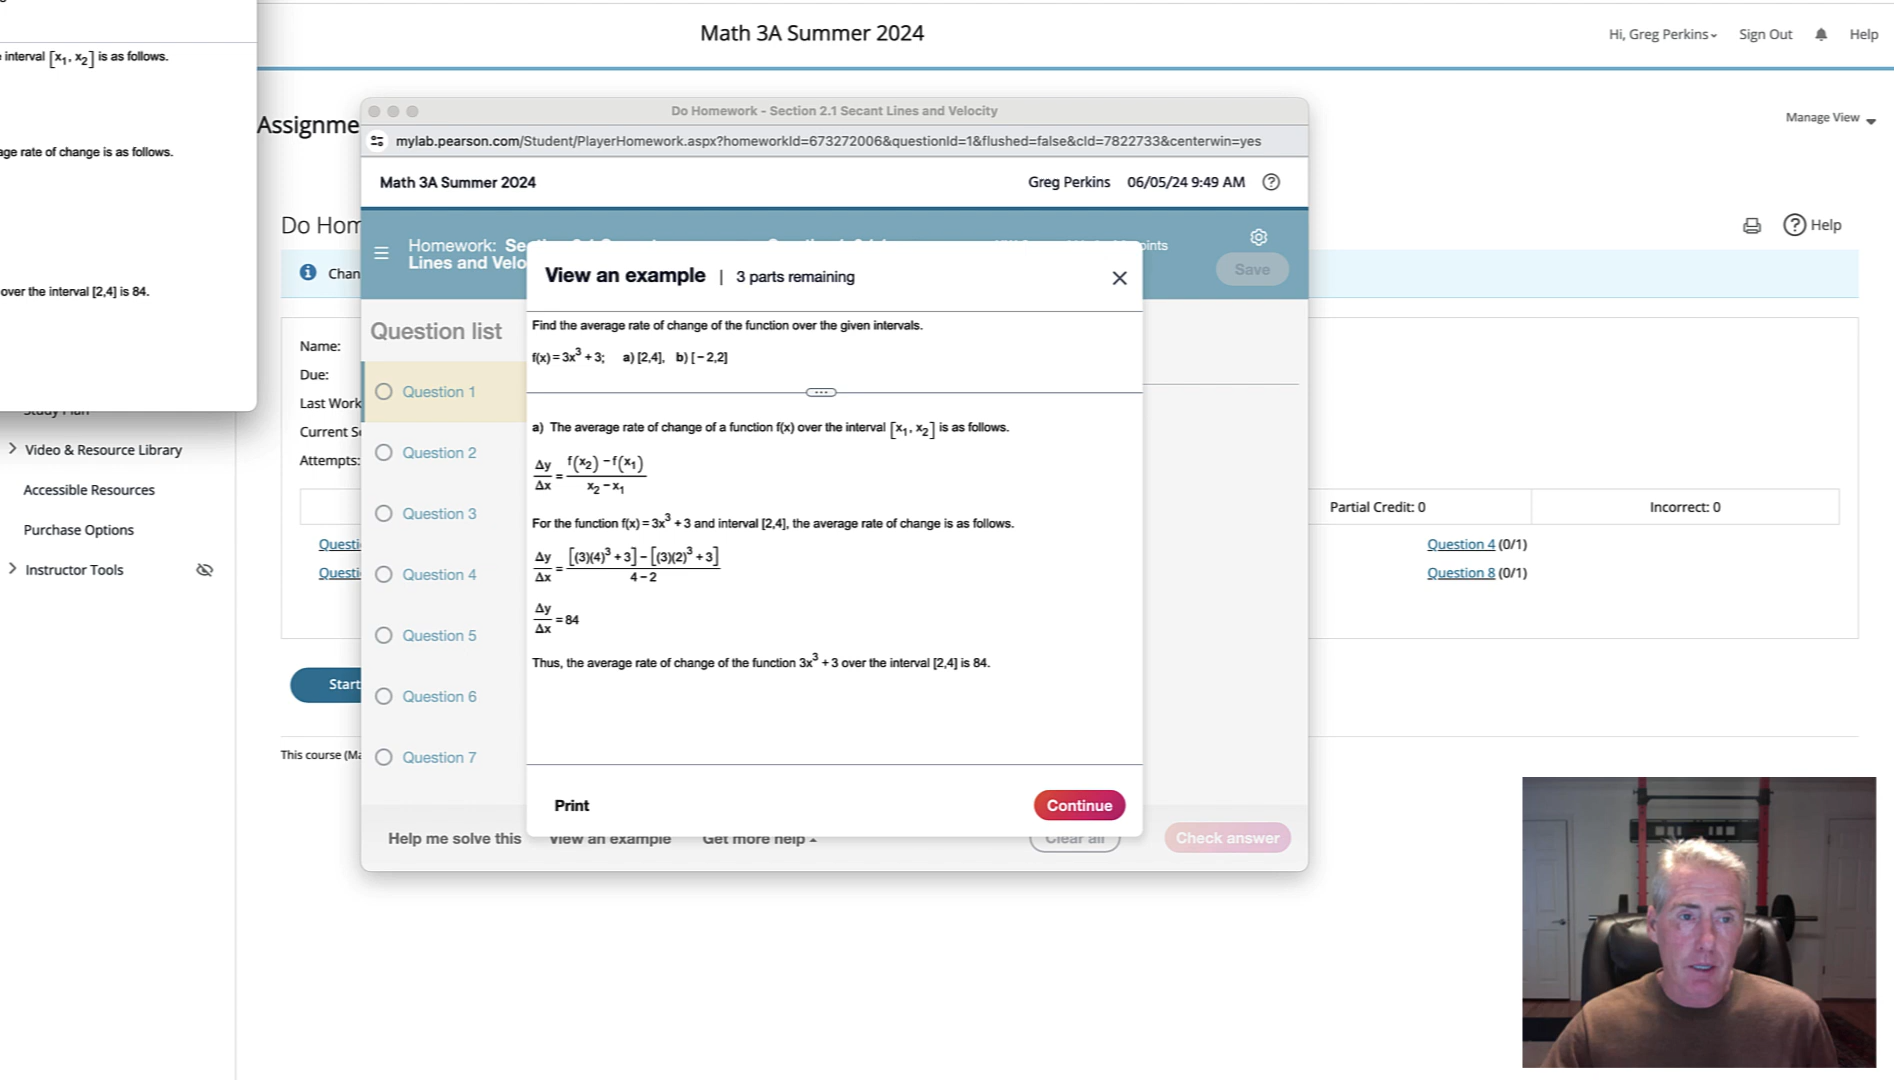 Math 3A Summer 2024
Hi, Greg Perkins
Sign Out
Help
interval [x1, x2] is as follows.
rate of change is as follows.
over the interval [2,4] is 84.
Manage View
Help
Name:
Due:
Attempts:
Video & Resource Library
Accessible Resources
Purchase Options
Instructor Tools
Partial Credit: 0
Incorrect: 0
Question 4 (0/1)
Question 8 (0/1)
Start
This course
Do Homework - Section 2.1 Secant Lines and Velocity
mylab.pearson.com/Student/PlayerHomework.aspx?homeworkId=673272006&questionId=1&flushed=false&cId=7822733&centerwin=yes
Math 3A Summer 2024
Greg Perkins 06/05/24 9:49 AM
Homework:
Lines and
Save
Question list
Question 1
Question 2
Question 3
Question 4
Question 5
Question 6
Question 7
View an example | 3 parts remaining
Find the average rate of change of the function over the given intervals.
f(x) = 3x³ + 3; a) [2,4], b) [−2,2]
a) The average rate of change of a function f(x) over the interval [x1, x2] is as follows.
Δy/Δx = (f(x2) − f(x1))/(x2 − x1)
For the function f(x) = 3x³ + 3 and interval [2,4], the average rate of change is as follows.
Δy/Δx = ([(3)(4)³ + 3] − [(3)(2)³ + 3])/(4 − 2)
Δy/Δx = 84
Thus, the average rate of change of the function 3x³ + 3 over the interval [2,4] is 84.
Print
Continue
Help me solve this
View an example
Get more help
Clear all
Check answer